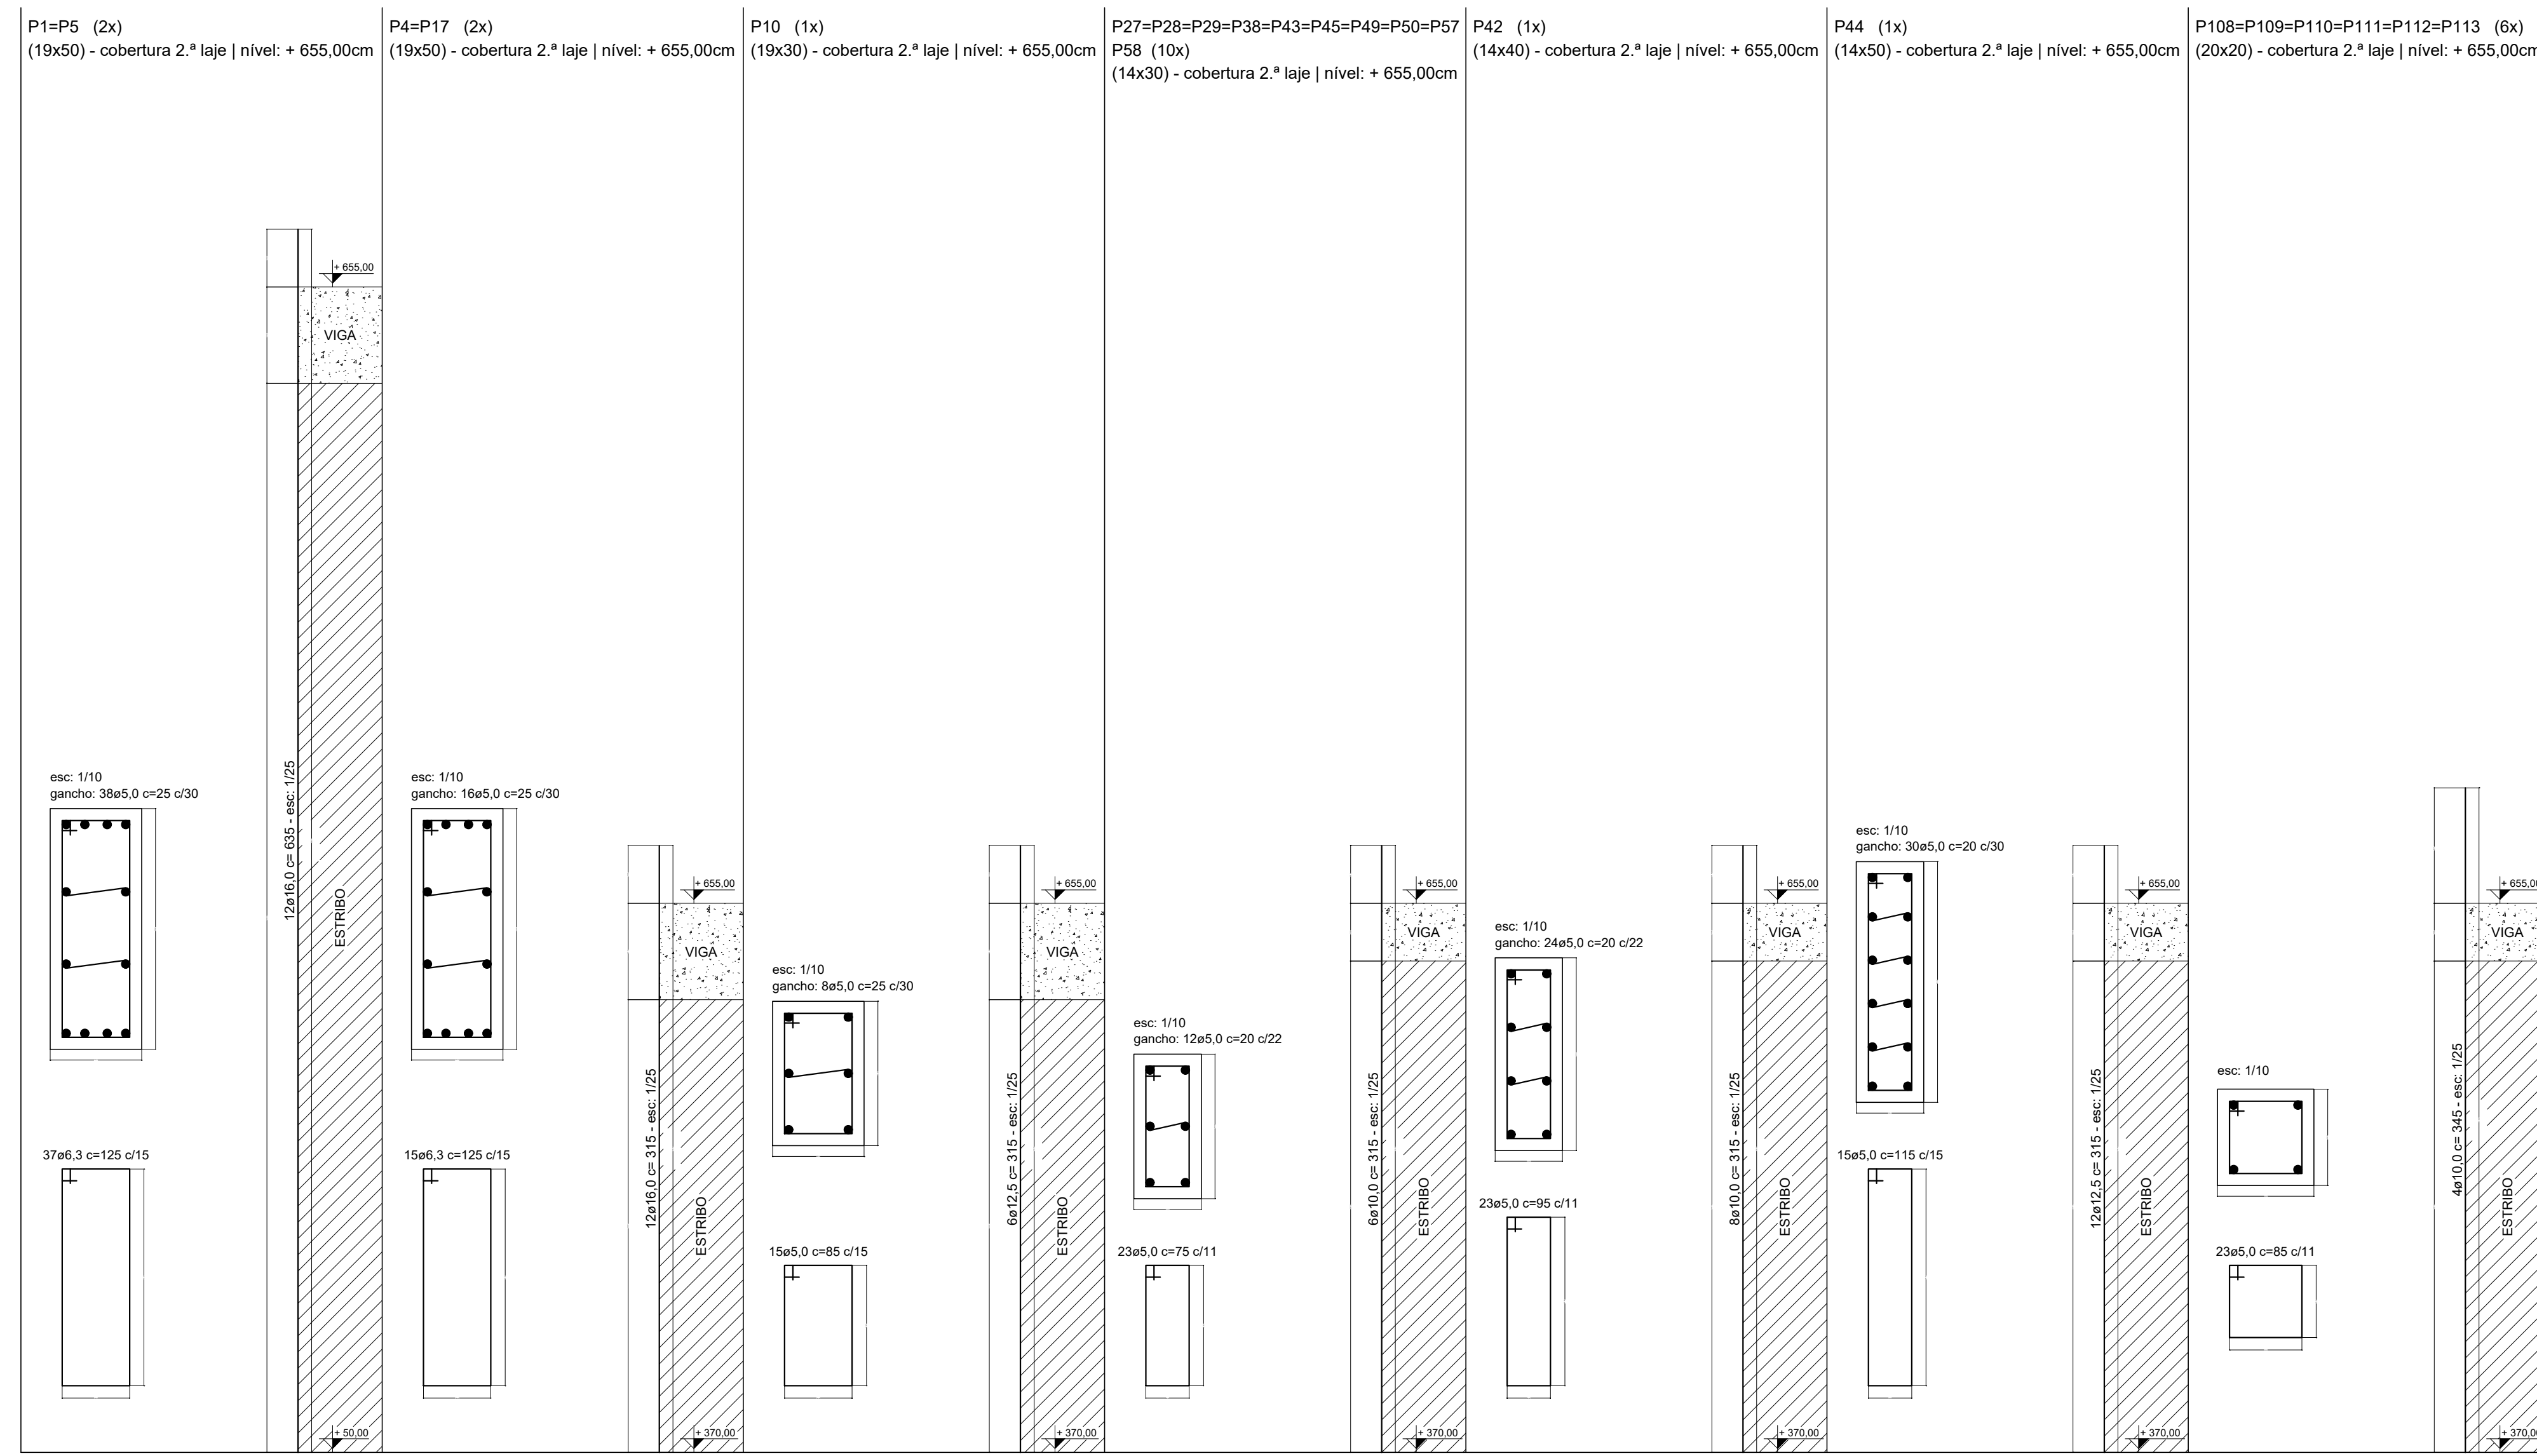 P1=P5 (2x)
(19x50) - cobertura 2.ª laje | nível: + 655,00cm
+ 655,00
VIGA
12ø16,0 c= 635 - esc: 1/25
ESTRIBO
esc: 1/10
gancho: 38ø5,0 c=25 c/30
37ø6,3 c=125 c/15
+ 50,00
P4=P17 (2x)
(19x50) - cobertura 2.ª laje | nível: + 655,00cm
esc: 1/10
gancho: 16ø5,0 c=25 c/30
+ 655,00
VIGA
12ø16,0 c= 315 - esc: 1/25
ESTRIBO
15ø6,3 c=125 c/15
+ 370,00
P10 (1x)
(19x30) - cobertura 2.ª laje | nível: + 655,00cm
+ 655,00
VIGA
esc: 1/10
gancho: 8ø5,0 c=25 c/30
6ø12,5 c= 315 - esc: 1/25
ESTRIBO
15ø5,0 c=85 c/15
+ 370,00
P27=P28=P29=P38=P43=P45=P49=P50=P57
P58 (10x)
(14x30) - cobertura 2.ª laje | nível: + 655,00cm
+ 655,00
VIGA
esc: 1/10
gancho: 12ø5,0 c=20 c/22
6ø10,0 c= 315 - esc: 1/25
ESTRIBO
23ø5,0 c=75 c/11
+ 370,00
P42 (1x)
(14x40) - cobertura 2.ª laje | nível: + 655,00cm
+ 655,00
VIGA
esc: 1/10
gancho: 24ø5,0 c=20 c/22
8ø10,0 c= 315 - esc: 1/25
ESTRIBO
23ø5,0 c=95 c/11
+ 370,00
P44 (1x)
(14x50) - cobertura 2.ª laje | nível: + 655,00cm
esc: 1/10
gancho: 30ø5,0 c=20 c/30
+ 655,00
VIGA
12ø12,5 c= 315 - esc: 1/25
ESTRIBO
15ø5,0 c=115 c/15
+ 370,00
P108=P109=P110=P111=P112=P113 (6x)
(20x20) - cobertura 2.ª laje | nível: + 655,00cm
+ 655,00
VIGA
esc: 1/10
4ø10,0 c= 345 - esc: 1/25
ESTRIBO
23ø5,0 c=85 c/11
+ 370,00